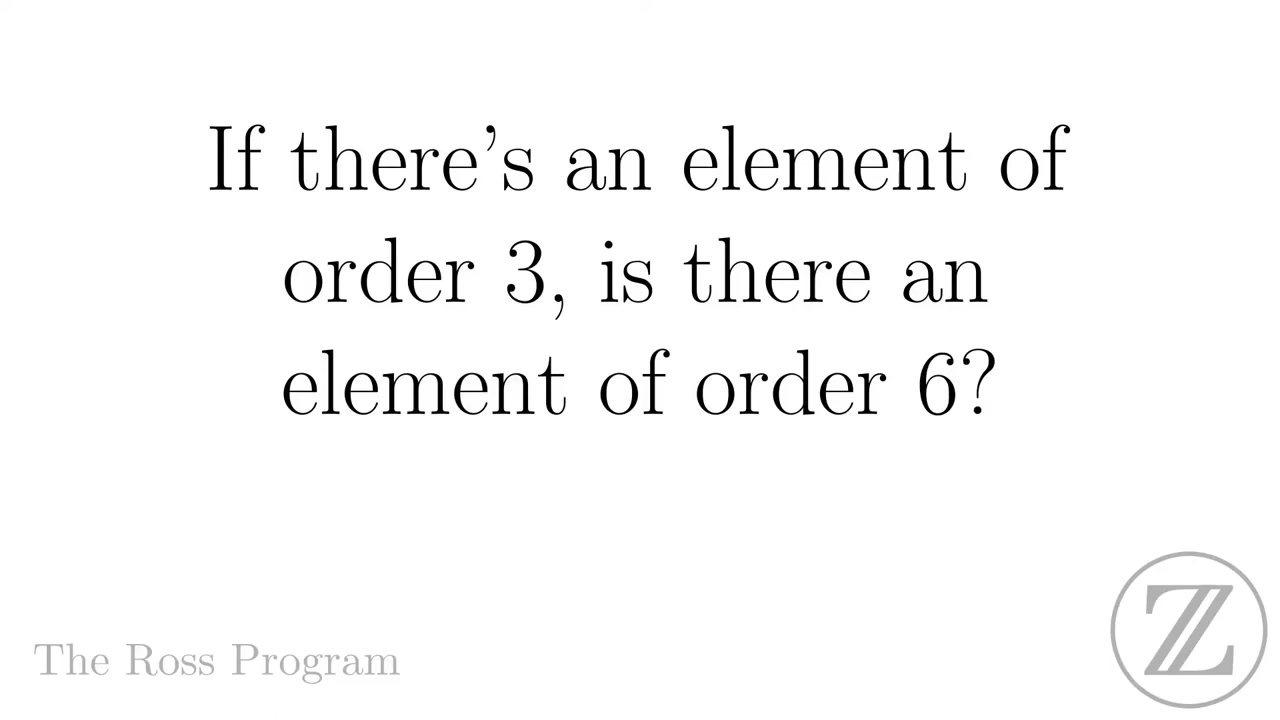 If there’s an element of
order 3, is there an
element of order 6?
The Ross Program
ℤ